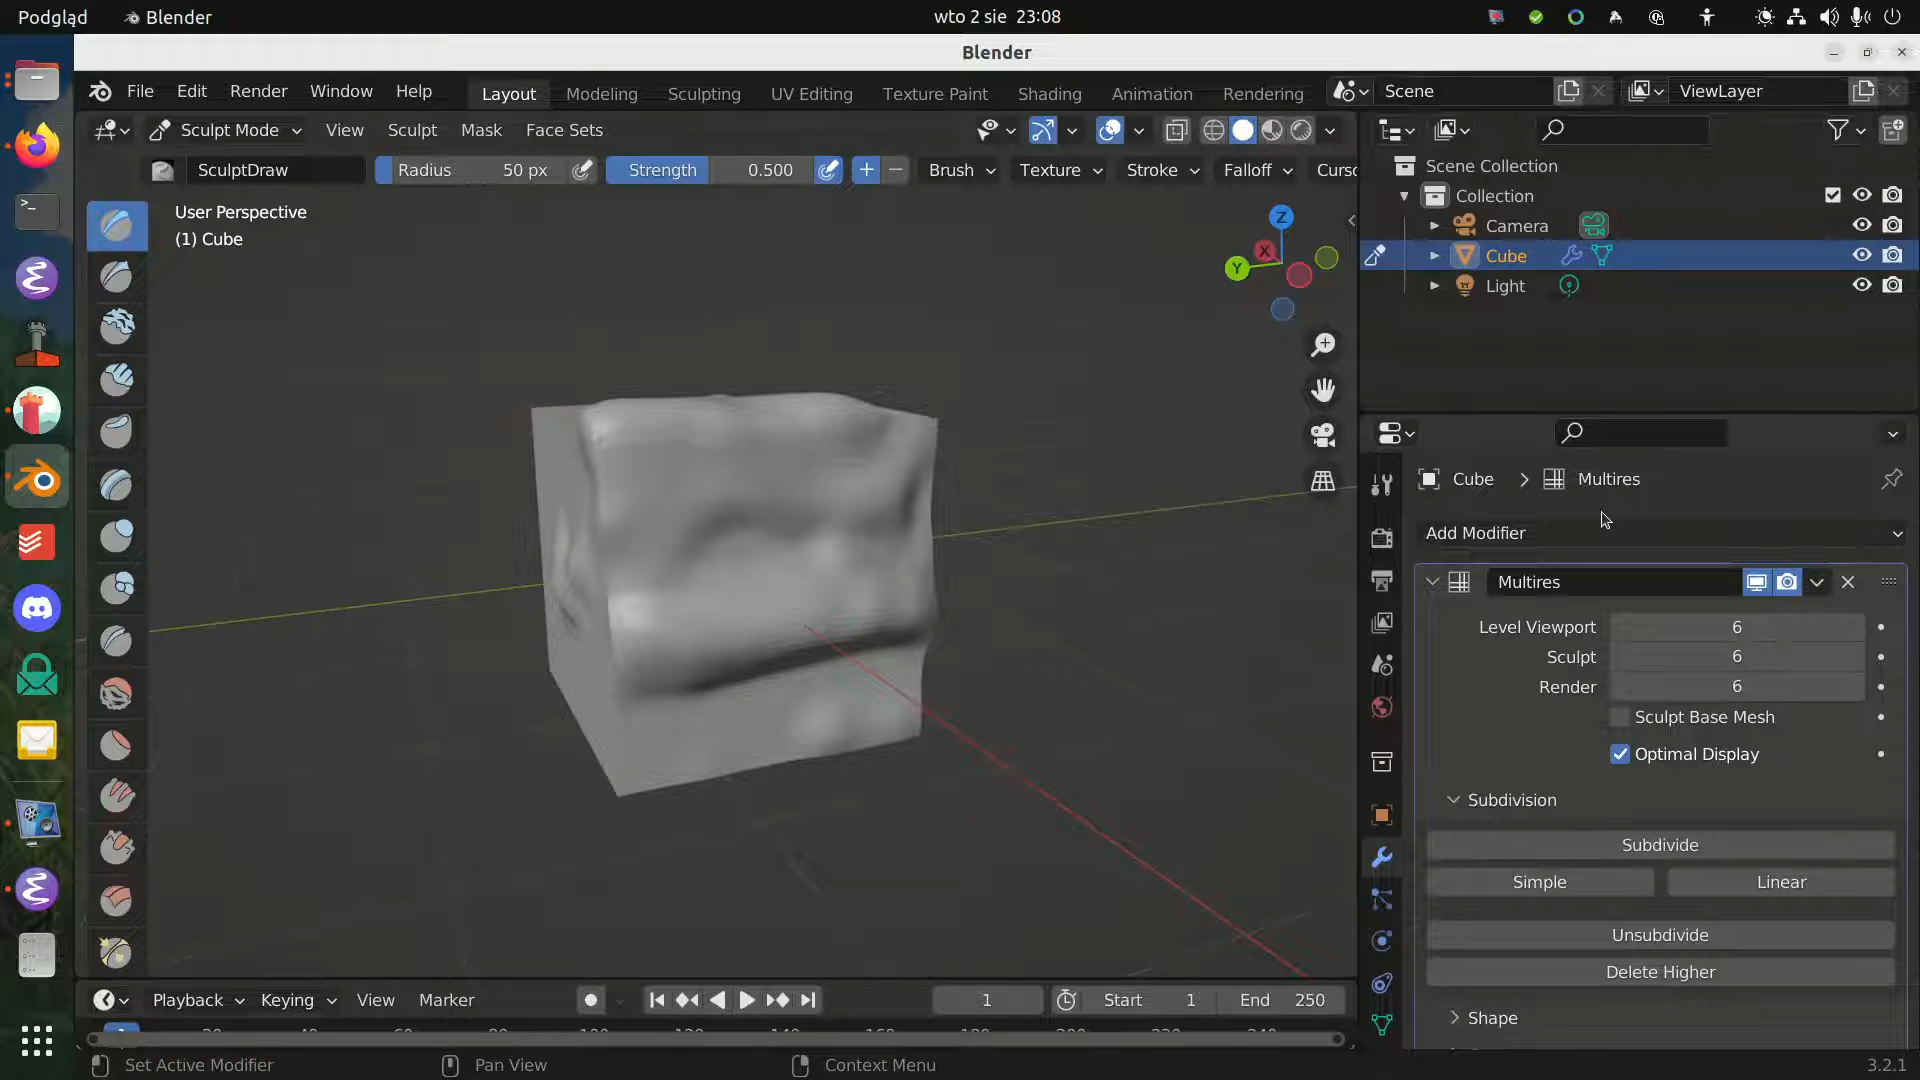 Podgląd
Blender
wto 2 sie 23:08
Blender
File Edit Render Window Help
Layout Modeling Sculpting UV Editing Texture Paint Shading Animation Rendering
Scene
ViewLayer
Sculpt Mode View Sculpt Mask Face Sets
SculptDraw Radius 50 px Strength 0.500 Brush Texture Stroke Falloff Curso
User Perspective
(1) Cube
Z
X
Y
Scene Collection
Collection
Camera
Cube
Light
Cube > Multires
Add Modifier
Multires
Level Viewport 6
Sculpt 6
Render 6
Sculpt Base Mesh
Optimal Display
Subdivision
Subdivide
Simple Linear
Unsubdivide
Delete Higher
Shape
Playback Keying View Marker
1 Start 1 End 250
Set Active Modifier
Pan View
Context Menu
3.2.1